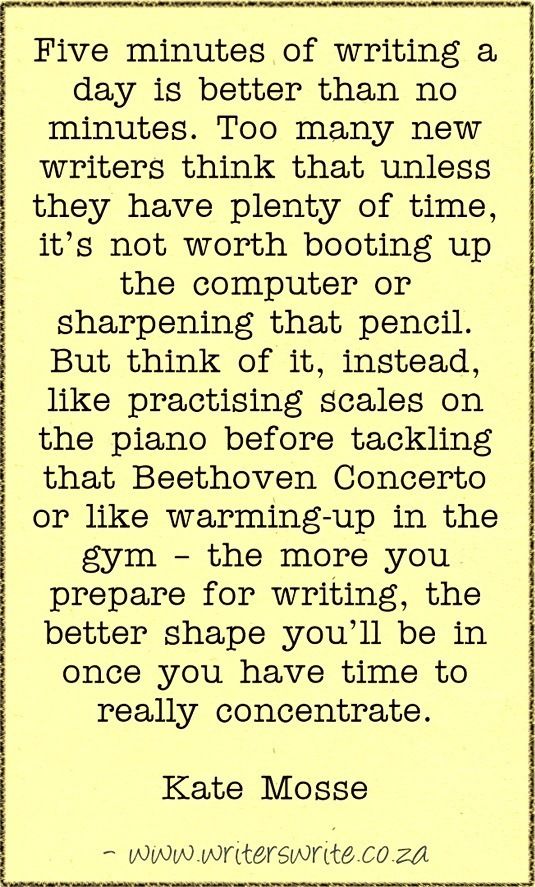 Five minutes of writing a
day is better than no
minutes. Too many new
writers think that unless
they have plenty of time,
it’s not worth booting up
the computer or
sharpening that pencil.
But think of it, instead,
like practising scales on
the piano before tackling
that Beethoven Concerto
or like warming-up in the
gym – the more you
prepare for writing, the
better shape you’ll be in
once you have time to
really concentrate.
Kate Mosse
- www.writerswrite.co.za